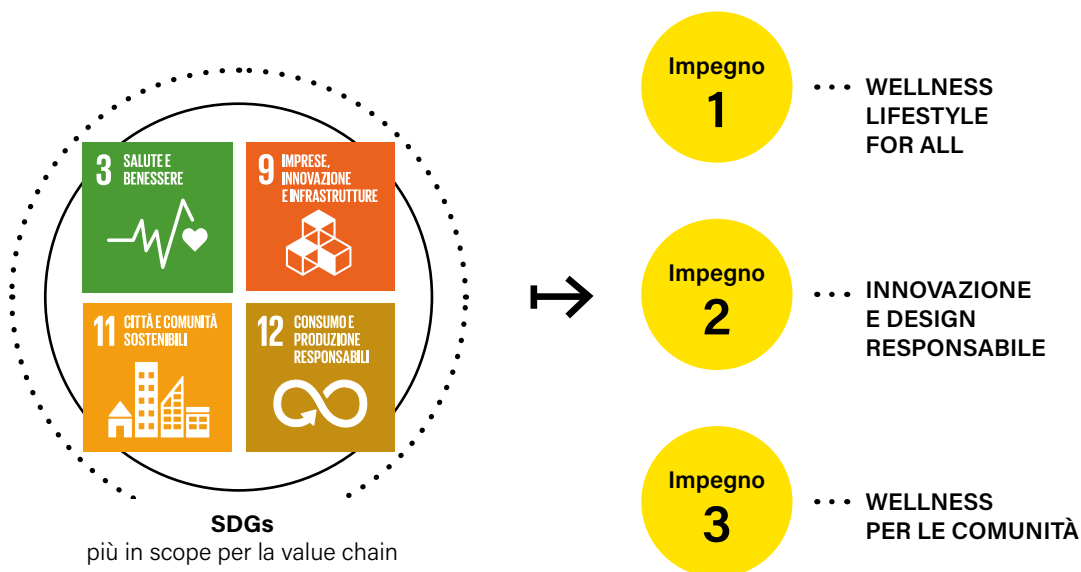 3 SALUTE E
BENESSERE
9 IMPRESE,
INNOVAZIONE
E INFRASTRUTTURE
11 CITTÀ E COMUNITÀ
SOSTENIBILI
12 CONSUMO E
PRODUZIONE
RESPONSABILI
SDGs
più in scope per la value chain
Impegno
1
WELLNESS
LIFESTYLE
FOR ALL
Impegno
2
INNOVAZIONE
E DESIGN
RESPONSABILE
Impegno
3
WELLNESS
PER LE COMUNITÀ